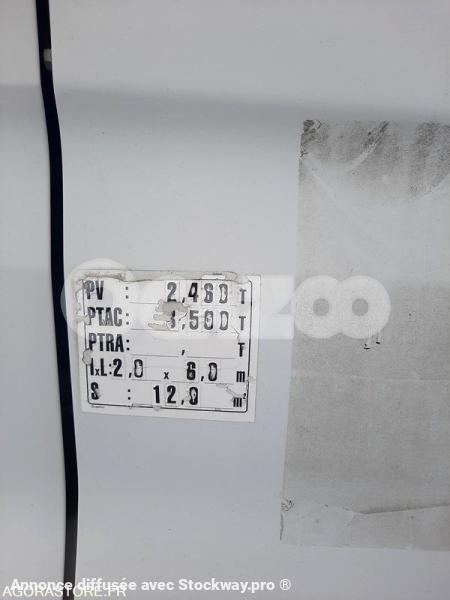 PV : 2,480 T
PTAC: 3,500 T
PTRA: , T
lxL:2,0 x 6,0 m
S : 12,0 m²
Annonce diffusée avec Stockway.pro ®
AGORASTORE.FR